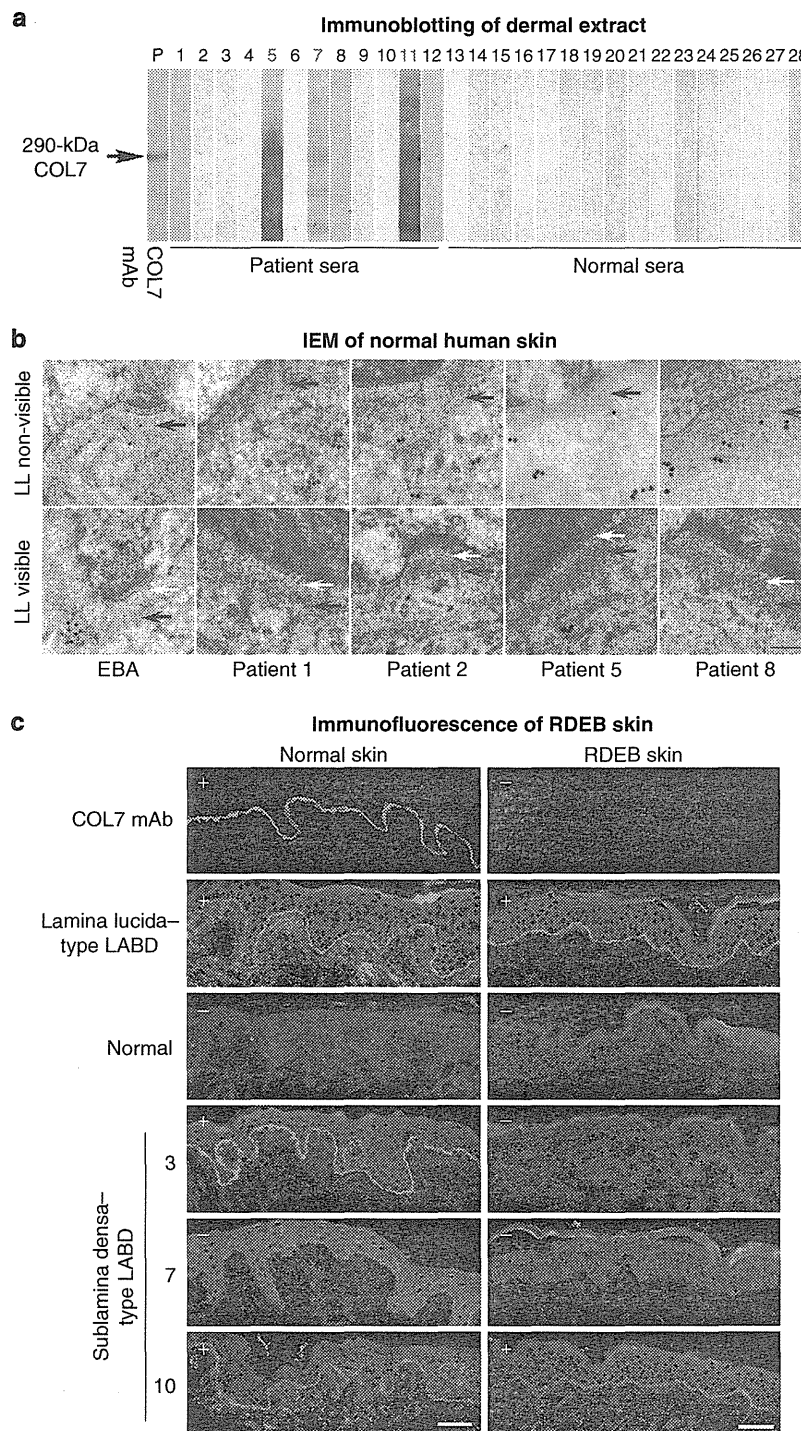 a
Immunoblotting of dermal extract
P 1 2 3 4 5 6 7 8 9 10 11 12 13 14 15 16 17 18 19 20 21 22 23 24 25 26 27 28
290-kDa
COL7
COL7
mAb
Patient sera
Normal sera
b
IEM of normal human skin
LL non-visible
LL visible
EBA
Patient 1
Patient 2
Patient 5
Patient 8
c
Immunofluorescence of RDEB skin
Normal skin
RDEB skin
COL7 mAb
+
–
Lamina lucida–
type LABD
+
+
Normal
–
–
Sublamina densa–
type LABD
3
+
–
7
–
–
10
+
+